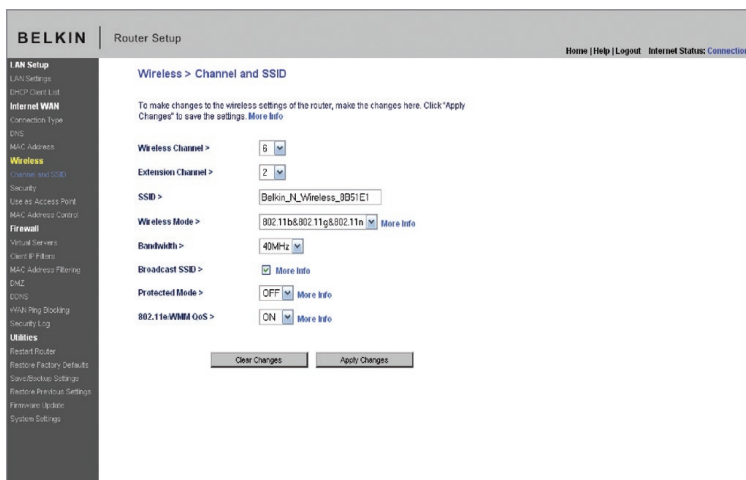 BELKIN
Router Setup
Home | Help | Logout Internet Status: Connection
LAN Setup
LAN Settings
DHCP Client List
Internet WAN
Connection Type
DNS
MAC Address
Wireless
Channel and SSID
Security
Use as Access Point
MAC Address Control
Firewall
Virtual Servers
Client IP Filters
MAC Address Filtering
DMZ
DDNS
WAN Ping Blocking
Security Log
Utilities
Restart Router
Restore Factory Defaults
Save/Backup Settings
Restore Previous Settings
Firmware Update
System Settings
Wireless > Channel and SSID
To make changes to the wireless settings of the router, make the changes here. Click "Apply
Changes" to save the settings. More Info
Wireless Channel > 6
Extension Channel > 2
SSID > Belkin_N_Wireless_8B51E1
Wireless Mode > 802.11b&802.11g&802.11n More Info
Bandwidth > 40MHz
Broadcast SSID > More Info
Protected Mode > OFF More Info
802.11e/WMM QoS > ON More Info
Clear Changes Apply Changes